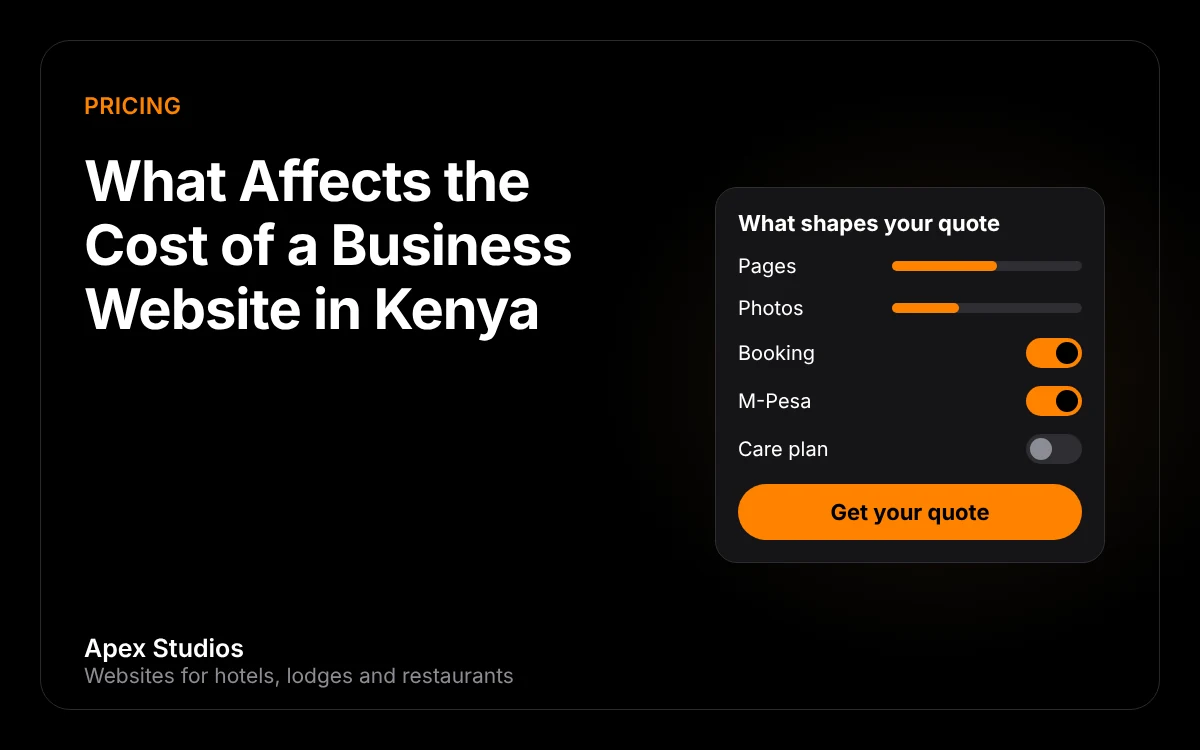 PRICING
What Affects the
Cost of a Business
Website in Kenya
What shapes your quote
Pages
Photos
Booking
M-Pesa
Care plan
Get your quote
Apex Studios
Websites for hotels, lodges and restaurants